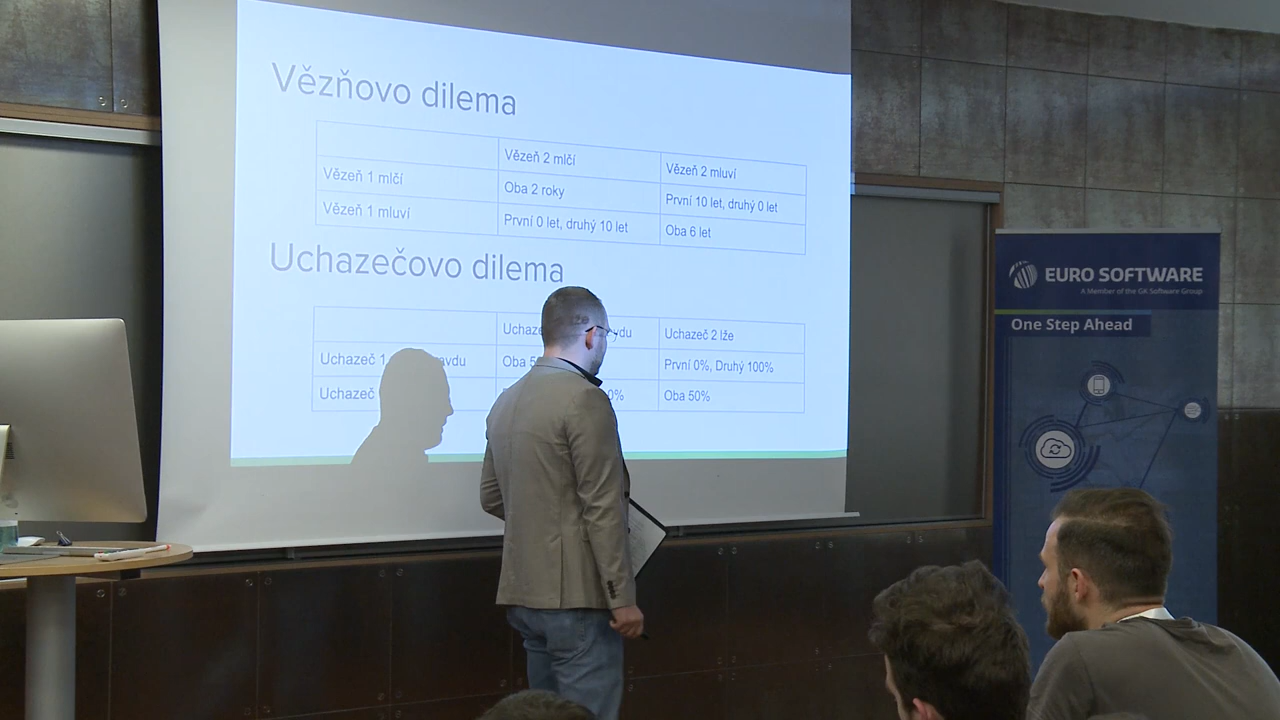 Vězňovo dilema
Vězeň 2 mlčí
Vězeň 2 mluví
Vězeň 1 mlčí
Oba 2 roky
První 10 let, druhý 0 let
Vězeň 1 mluví
První 0 let, druhý 10 let
Oba 6 let
Uchazečovo dilema
Uchazeč 2 lže
Uchazeč 1
Oba
První 0%, Druhý 100%
Uchazeč
Oba 50%
EURO SOFTWARE
A Member of the GK Software Group
One Step Ahead